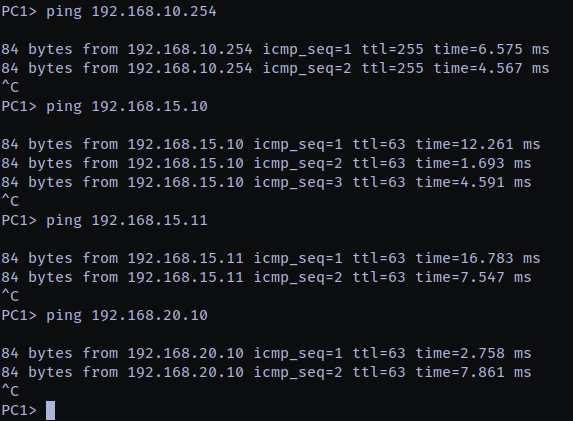 PC1> ping 192.168.10.254
84 bytes from 192.168.10.254 icmp_seq=1 ttl=255 time=6.575 ms
84 bytes from 192.168.10.254 icmp_seq=2 ttl=255 time=4.567 ms
^C
PC1> ping 192.168.15.10
84 bytes from 192.168.15.10 icmp_seq=1 ttl=63 time=12.261 ms
84 bytes from 192.168.15.10 icmp_seq=2 ttl=63 time=1.693 ms
84 bytes from 192.168.15.10 icmp_seq=3 ttl=63 time=4.591 ms
^C
PC1> ping 192.168.15.11
84 bytes from 192.168.15.11 icmp_seq=1 ttl=63 time=16.783 ms
84 bytes from 192.168.15.11 icmp_seq=2 ttl=63 time=7.547 ms
^C
PC1> ping 192.168.20.10
84 bytes from 192.168.20.10 icmp_seq=1 ttl=63 time=2.758 ms
84 bytes from 192.168.20.10 icmp_seq=2 ttl=63 time=7.861 ms
^C
PC1>